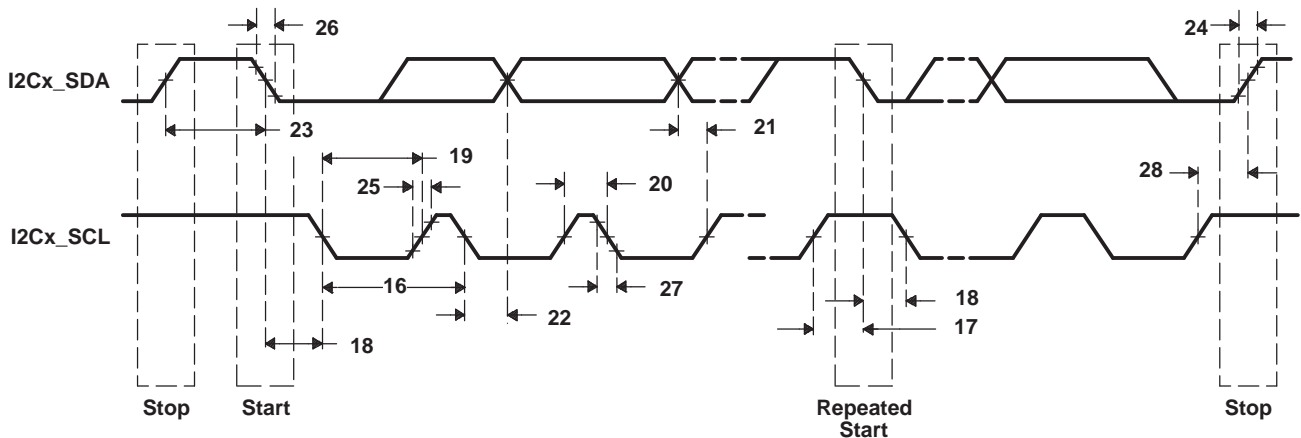 26
24
I2Cx_SDA
23
21
19
28
25
20
I2Cx_SCL
16
27
18
22
17
18
Stop
Start
Repeated
Start
Stop